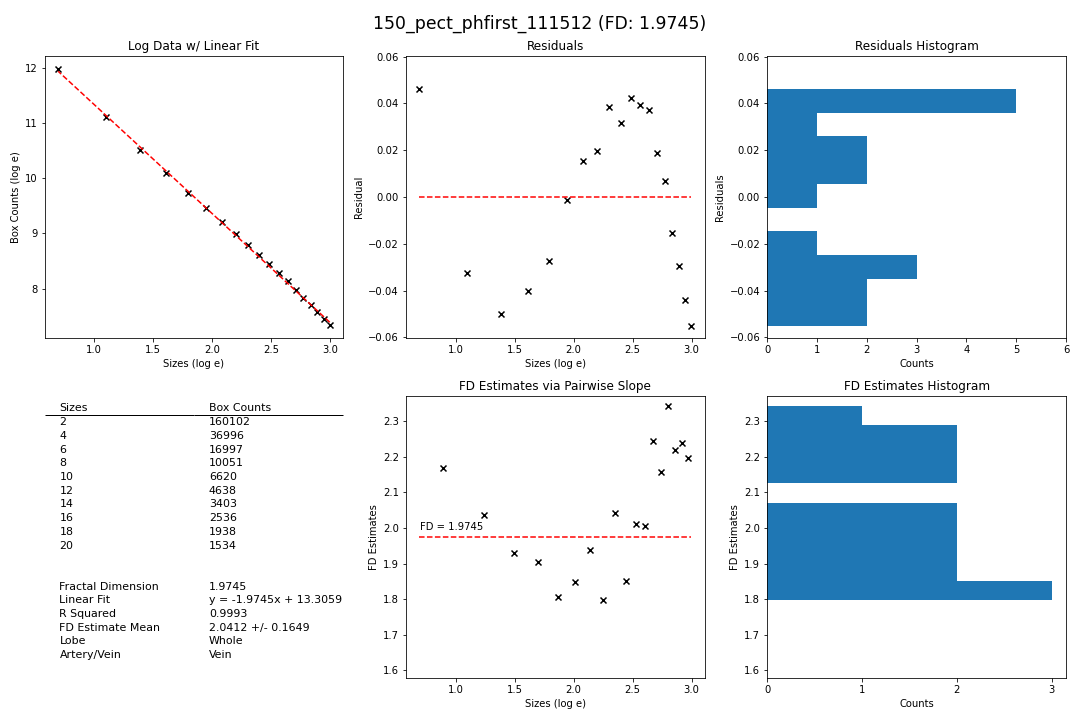 150_pect_phfirst_111512 (FD: 1.9745)
Log Data w/ Linear Fit
12
11
10
9
8
Box Counts (log e)
1.0 1.5 2.0 2.5 3.0
Sizes (log e)
Residuals
0.06
0.04
0.02
0.00
−0.02
−0.04
−0.06
Residual
1.0 1.5 2.0 2.5 3.0
Sizes (log e)
Residuals Histogram
0.06
0.04
0.02
0.00
−0.02
−0.04
−0.06
Residuals
0 1 2 3 4 5 6
Counts
Sizes Box Counts
2 160102
4 36996
6 16997
8 10051
10 6620
12 4638
14 3403
16 2536
18 1938
20 1534
Fractal Dimension 1.9745
Linear Fit y = -1.9745x + 13.3059
R Squared 0.9993
FD Estimate Mean 2.0412 +/- 0.1649
Lobe Whole
Artery/Vein Vein
FD Estimates via Pairwise Slope
2.3
2.2
2.1
2.0
1.9
1.8
1.7
1.6
FD Estimates
FD = 1.9745
1.0 1.5 2.0 2.5 3.0
Sizes (log e)
FD Estimates Histogram
2.3
2.2
2.1
2.0
1.9
1.8
1.7
1.6
FD Estimates
0 1 2 3
Counts